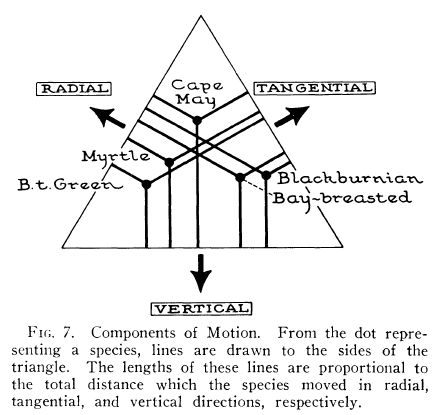 Cape
May
RADIAL
TANGENTIAL
Myrtle
B.t.Green
Blackburnian
Bay-breasted
VERTICAL
FIG. 7. Components of Motion. From the dot repre-
senting a species, lines are drawn to the sides of the
triangle. The lengths of these lines are proportional to
the total distance which the species moved in radial,
tangential, and vertical directions, respectively.